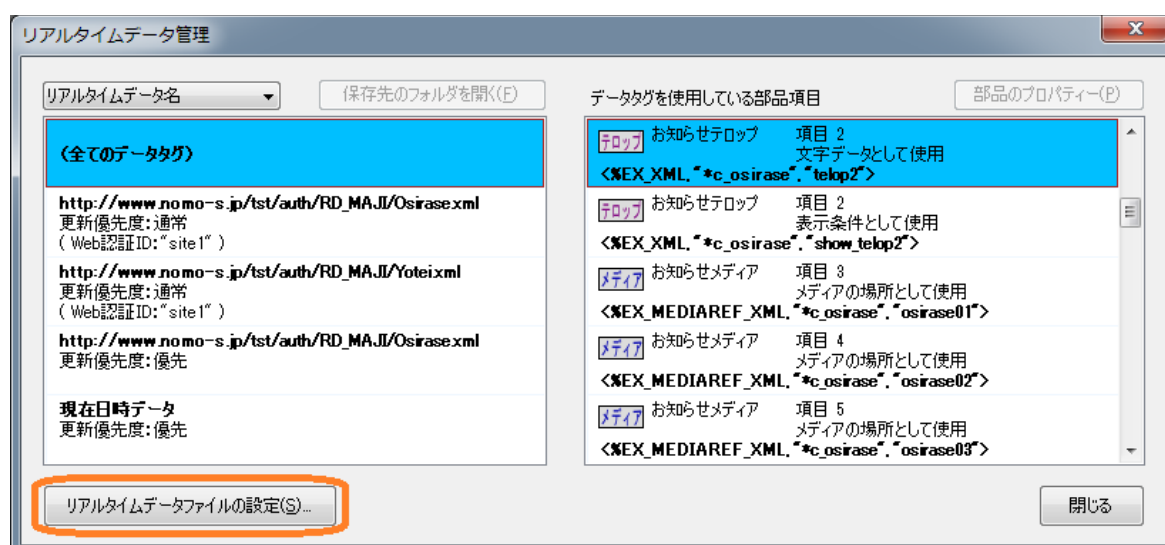 リアルタイムデータ管理
リアルタイムデータ名
保存先のフォルダを開く(F)
データタグを使用している部品項目
部品のプロパティー(P)
〈全てのデータタグ〉
http://www.nomo-s.jp/tst/auth/RD_MAJI/Osirase.xml
更新優先度:通常
( Web認証ID:"site1" )
http://www.nomo-s.jp/tst/auth/RD_MAJI/Yotei.xml
更新優先度:通常
( Web認証ID:"site1" )
http://www.nomo-s.jp/tst/auth/RD_MAJI/Osirase.xml
更新優先度:優先
現在日時データ
更新優先度:優先
テロップ お知らせテロップ 項目 2
文字データとして使用
<%EX_XML,"*c_osirase","telop2">
テロップ お知らせテロップ 項目 2
表示条件として使用
<%EX_XML,"*c_osirase","show_telop2">
メディア お知らせメディア 項目 3
メディアの場所として使用
<%EX_MEDIAREF_XML,"*c_osirase","osirase01">
メディア お知らせメディア 項目 4
メディアの場所として使用
<%EX_MEDIAREF_XML,"*c_osirase","osirase02">
メディア お知らせメディア 項目 5
メディアの場所として使用
<%EX_MEDIAREF_XML,"*c_osirase","osirase03">
リアルタイムデータファイルの設定(S)...
閉じる